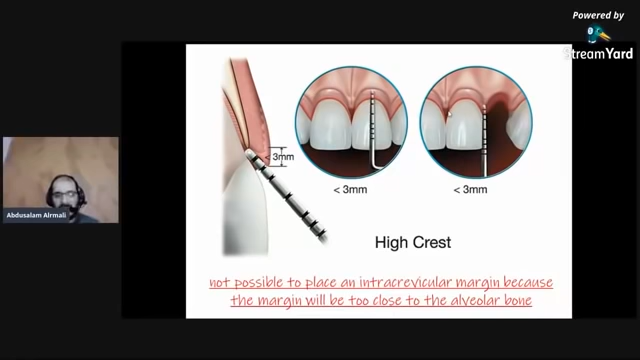 Powered by
StreamYard
< 3mm
< 3mm
< 3mm
Abdusalam Alrmali
High Crest
not possible to place an intracrevicular margin because
the margin will be too close to the alveolar bone